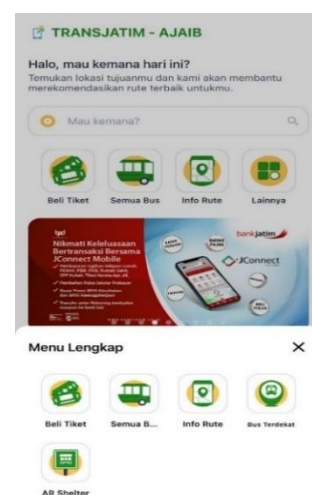 TRANSJATIM - AJAIB
Halo, mau kemana hari ini?
Temukan lokasi tujuanmu dan kami akan membantu
merekomendasikan rute terbaik untukmu.
Mau kemana?
Beli Tiket
Semua Bus
Info Rute
Lainnya
Nikmati Keleluasaan
Bertransaksi Bersama
JConnect Mobile
bankjatim
JConnect
Menu Lengkap
Beli Tiket
Semua B...
Info Rute
Bus Terdekat
AR Shelter